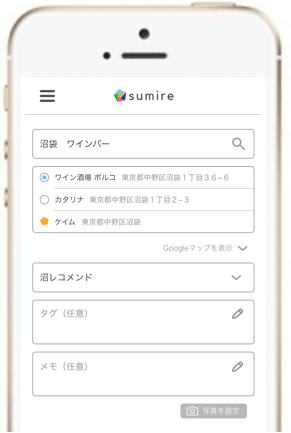 sumire
沼袋 ワインバー
ワイン酒場 ポルコ 東京都中野区沼袋1丁目36−6
カタリナ 東京都中野区沼袋1丁目2−3
ケイム 東京都中野区沼袋
Googleマップを表示
沼レコメンド
タグ（任意）
メモ（任意）
写真を設定